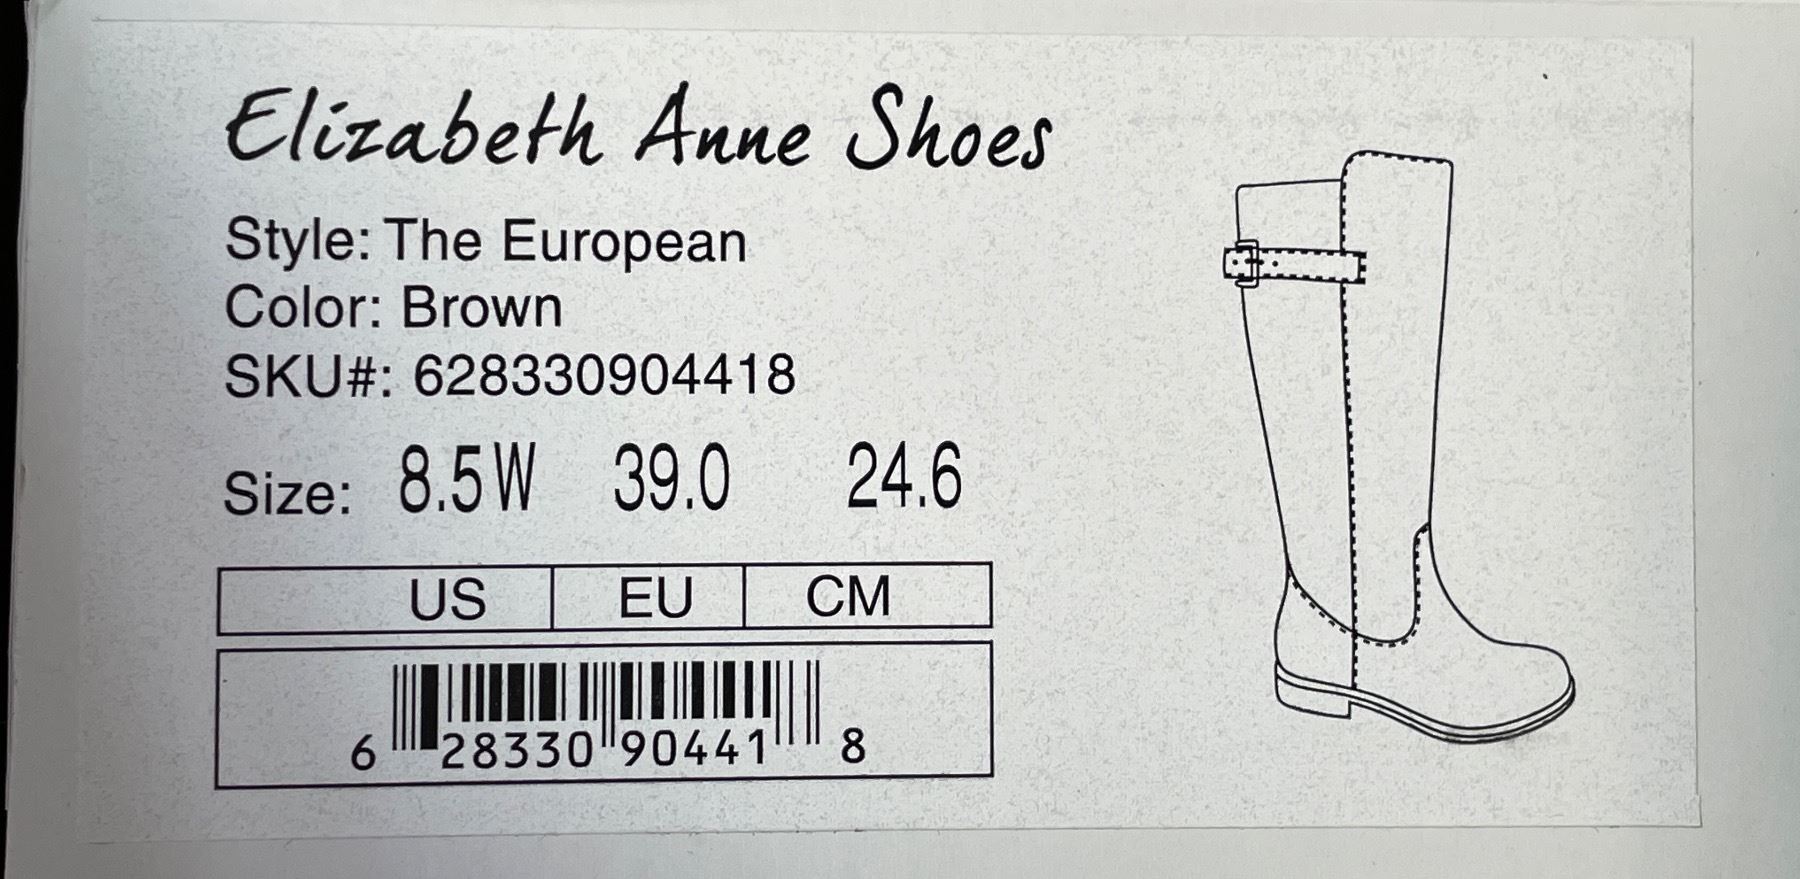 Elizabeth Anne Shoes
Style: The European
Color: Brown
SKU#: 628330904418
Size: 8.5W 39.0 24.6
US EU CM
6 28330 90441 8